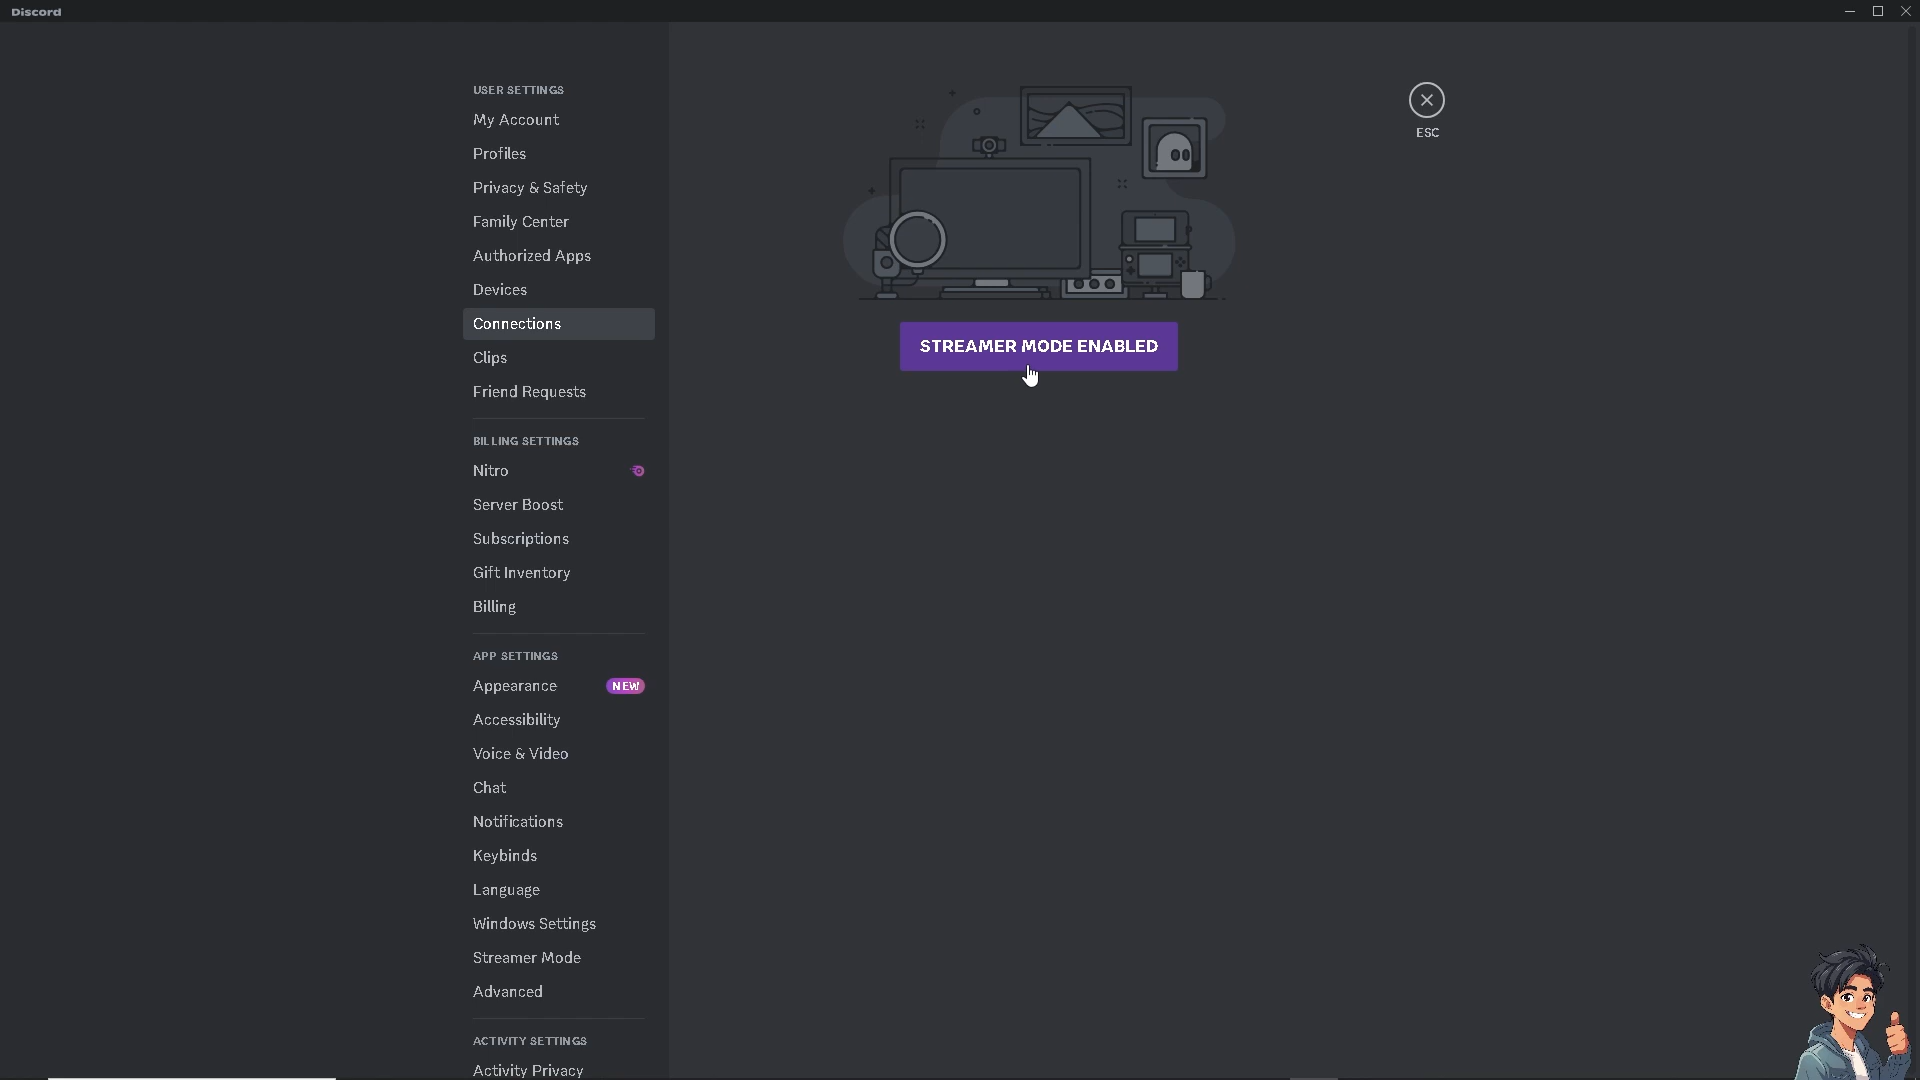 Discord
USER SETTINGS
My Account
Profiles
Privacy & Safety
Family Center
Authorized Apps
Devices
Connections
Clips
Friend Requests
BILLING SETTINGS
Nitro
Server Boost
Subscriptions
Gift Inventory
Billing
APP SETTINGS
Appearance NEW
Accessibility
Voice & Video
Chat
Notifications
Keybinds
Language
Windows Settings
Streamer Mode
Advanced
ACTIVITY SETTINGS
Activity Privacy
STREAMER MODE ENABLED
ESC